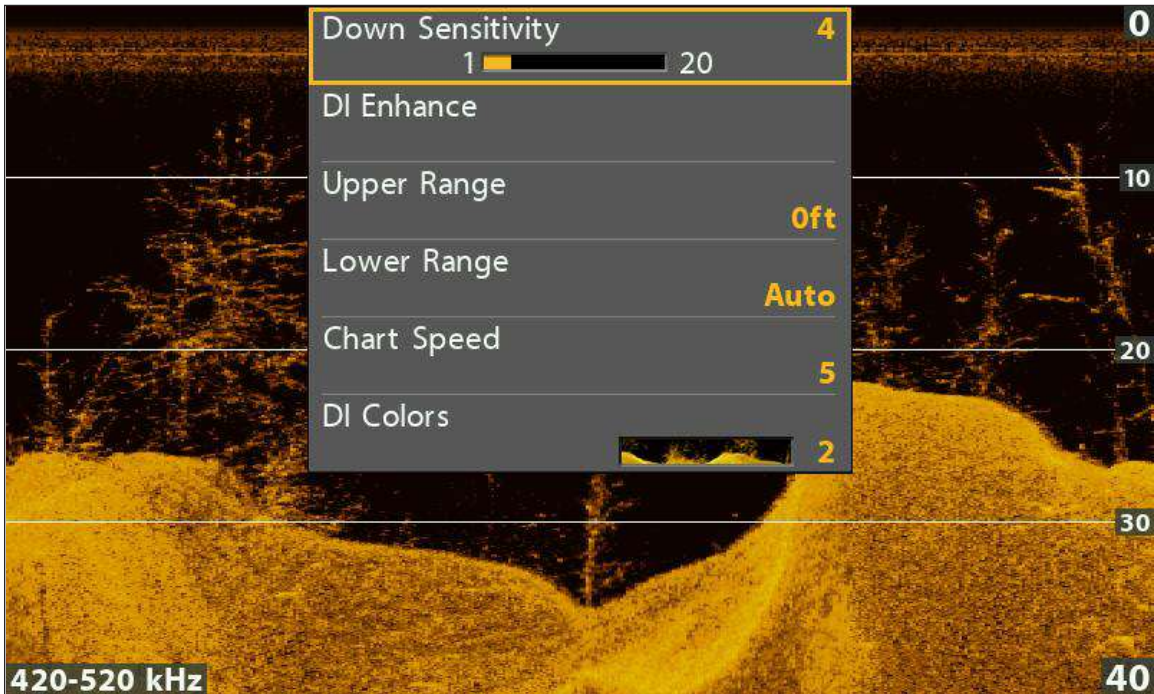 Down Sensitivity 4
1 20
DI Enhance
Upper Range
0ft
Lower Range
Auto
Chart Speed
5
DI Colors
2
0
10
20
30
40
420-520 kHz